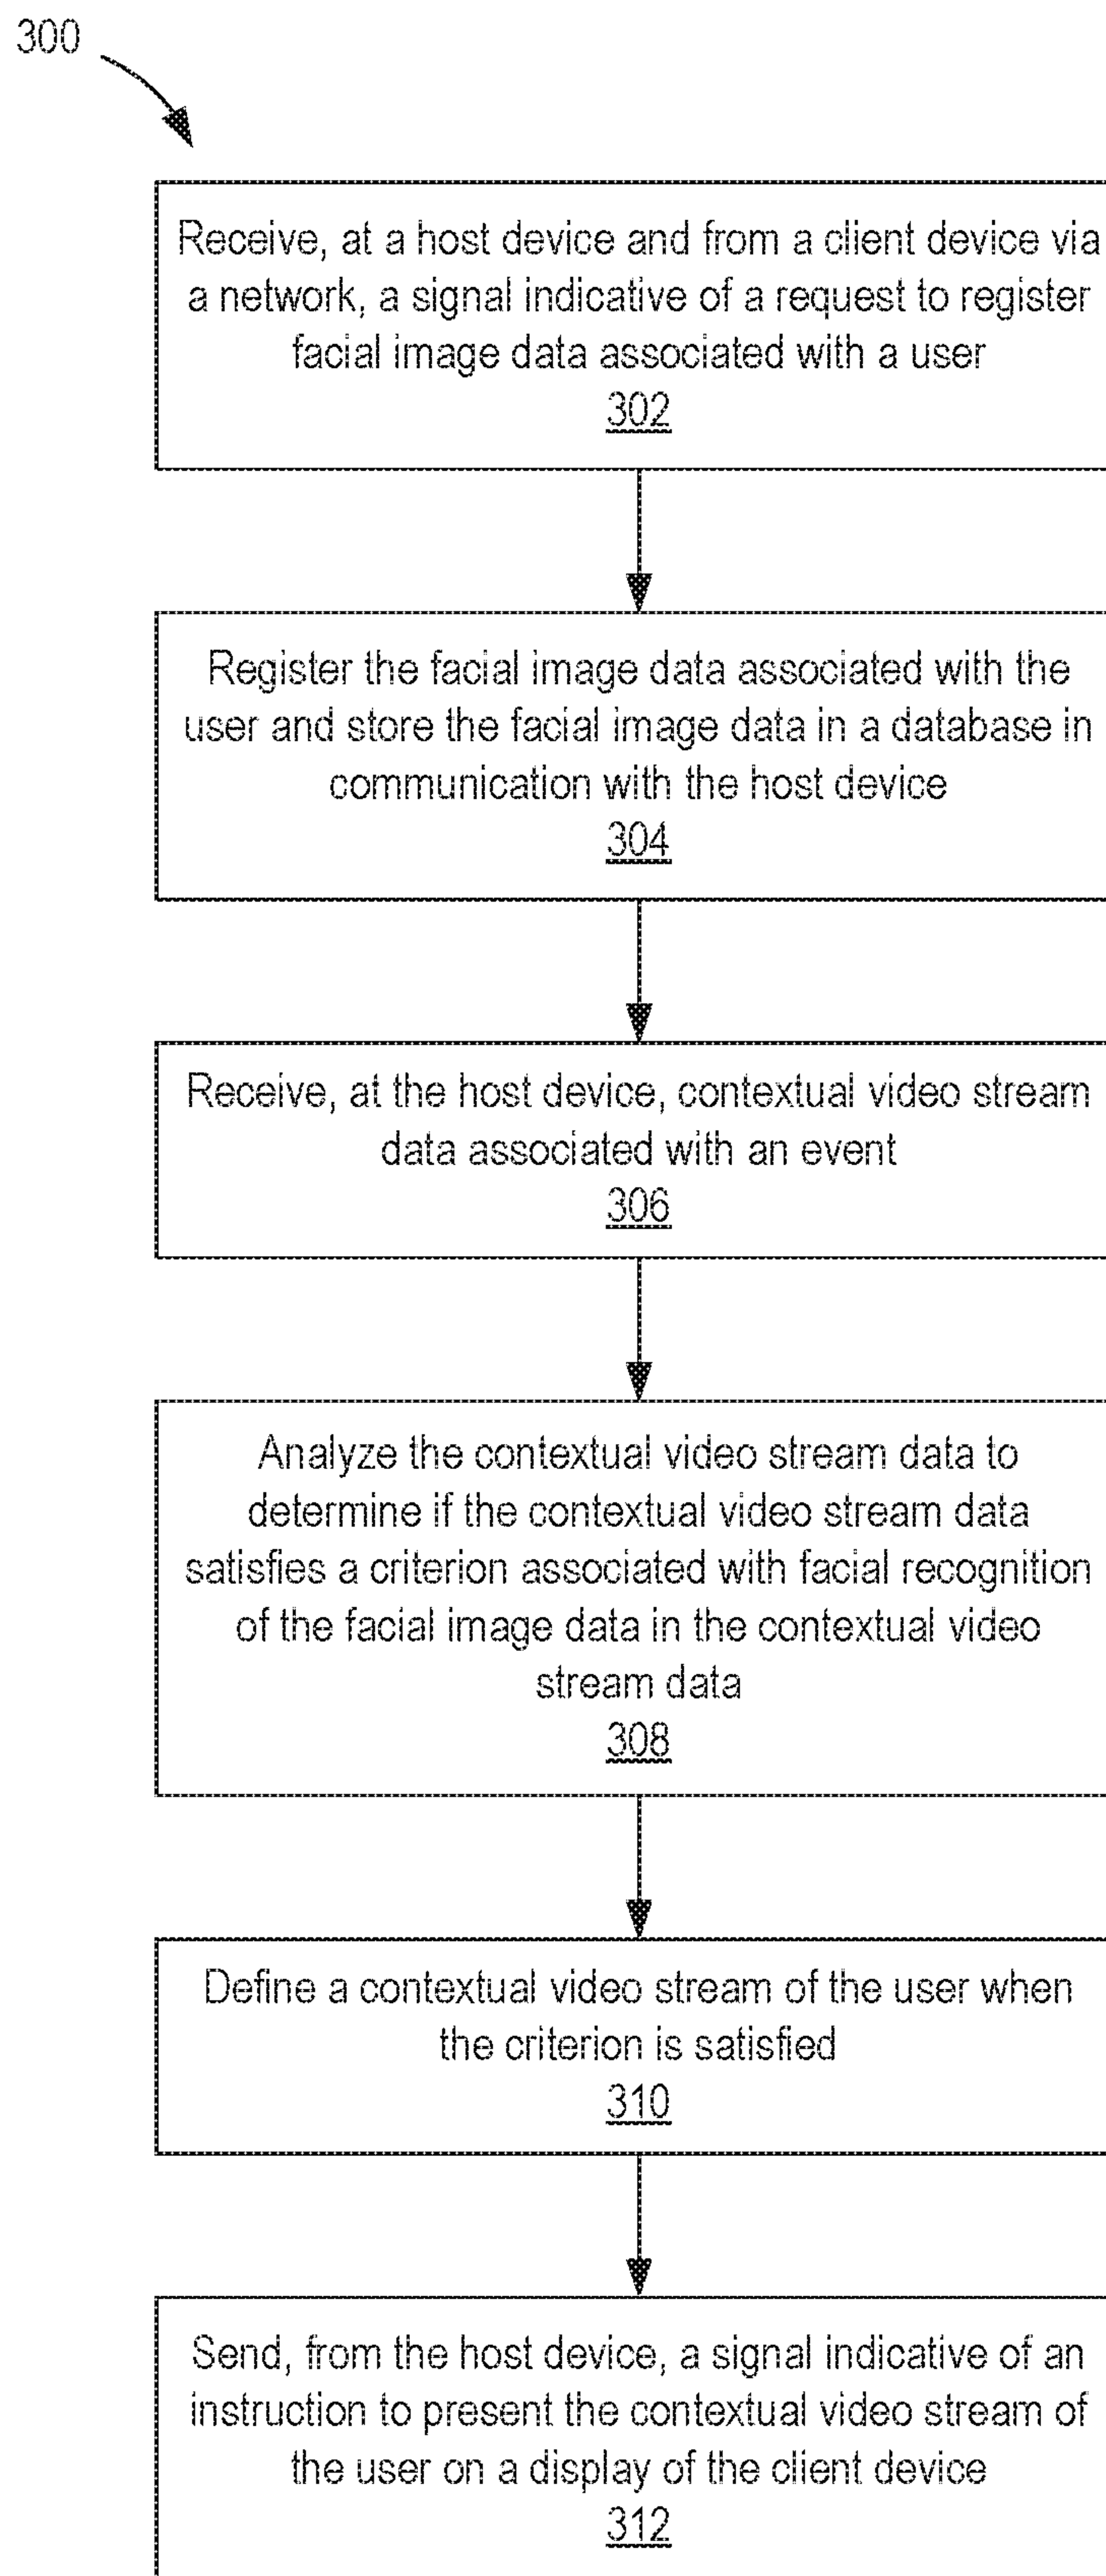 300
Receive, at a host device and from a client device via
a network, a signal indicative of a request to register
facial image data associated with a user
302
Register the facial image data associated with the
user and store the facial image data in a database in
communication with the host device
304
Receive, at the host device, contextual video stream
data associated with an event
306
Analyze the contextual video stream data to
determine if the contextual video stream data
satisfies a criterion associated with facial recognition
of the facial image data in the contextual video
stream data
308
Define a contextual video stream of the user when
the criterion is satisfied
310
Send, from the host device, a signal indicative of an
instruction to present the contextual video stream of
the user on a display of the client device
312